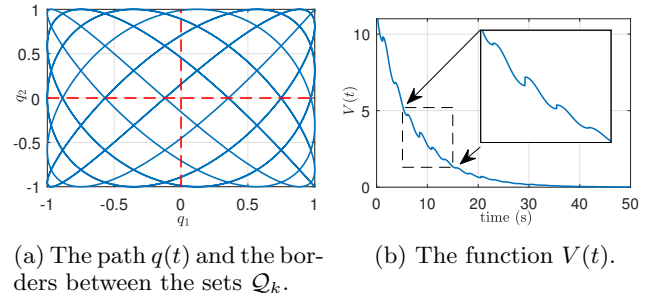 1
0.5
0
-0.5
-1
q2
-1
-0.5
0
0.5
1
q1
10
5
0
V(t)
0
10
20
30
40
50
time (s)
(a) The path q(t) and the bor-
ders between the sets Qk.
(b) The function V(t).